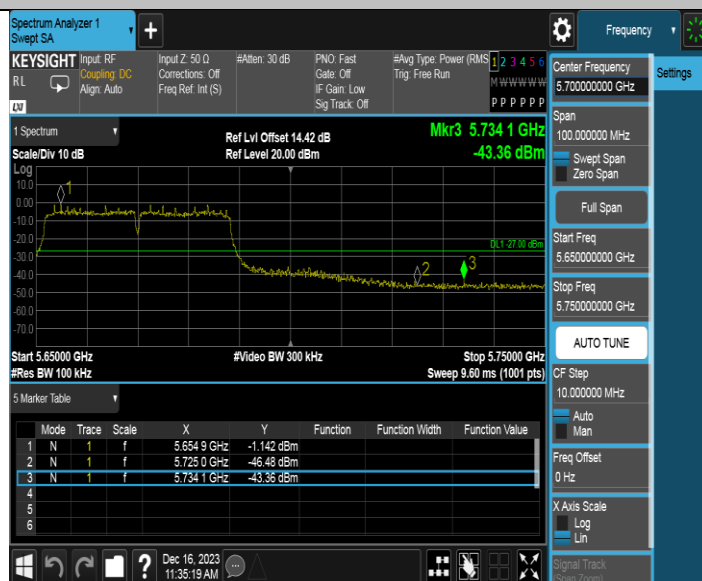 Spectrum Analyzer 1
Swept SA
+
Frequency
KEYSIGHT
RL
LXI
Input: RF
Coupling: DC
Align: Auto
Input Z: 50 Ω
Corrections: Off
Freq Ref: Int (S)
#Atten: 30 dB
PNO: Fast
Gate: Off
IF Gain: Low
Sig Track: Off
#Avg Type: Power (RMS
Trig: Free Run
1 2 3 4 5 6
M W W W W W
P P P P P P
1 Spectrum
Scale/Div 10 dB
Ref Lvl Offset 14.42 dB
Ref Level 20.00 dBm
Mkr3 5.734 1 GHz
-43.36 dBm
Log
10.0
0.00
-10.0
-20.0
-30.0
-40.0
-50.0
-60.0
-70.0
1
2
3
DL1 -27.00 dBm
Start 5.65000 GHz
#Video BW 300 kHz
Stop 5.75000 GHz
#Res BW 100 kHz
Sweep 9.60 ms (1001 pts)
5 Marker Table
Mode Trace Scale X Y Function Function Width Function Value
1 N 1 f 5.654 9 GHz -1.142 dBm
2 N 1 f 5.725 0 GHz -46.48 dBm
3 N 1 f 5.734 1 GHz -43.36 dBm
4
5
6
?
Dec 16, 2023
11:35:19 AM
Center Frequency
5.700000000 GHz
Settings
Span
100.000000 MHz
Swept Span
Zero Span
Full Span
Start Freq
5.650000000 GHz
Stop Freq
5.750000000 GHz
AUTO TUNE
CF Step
10.000000 MHz
Auto
Man
Freq Offset
0 Hz
X Axis Scale
Log
Lin
Signal Track
(Span Zoom)